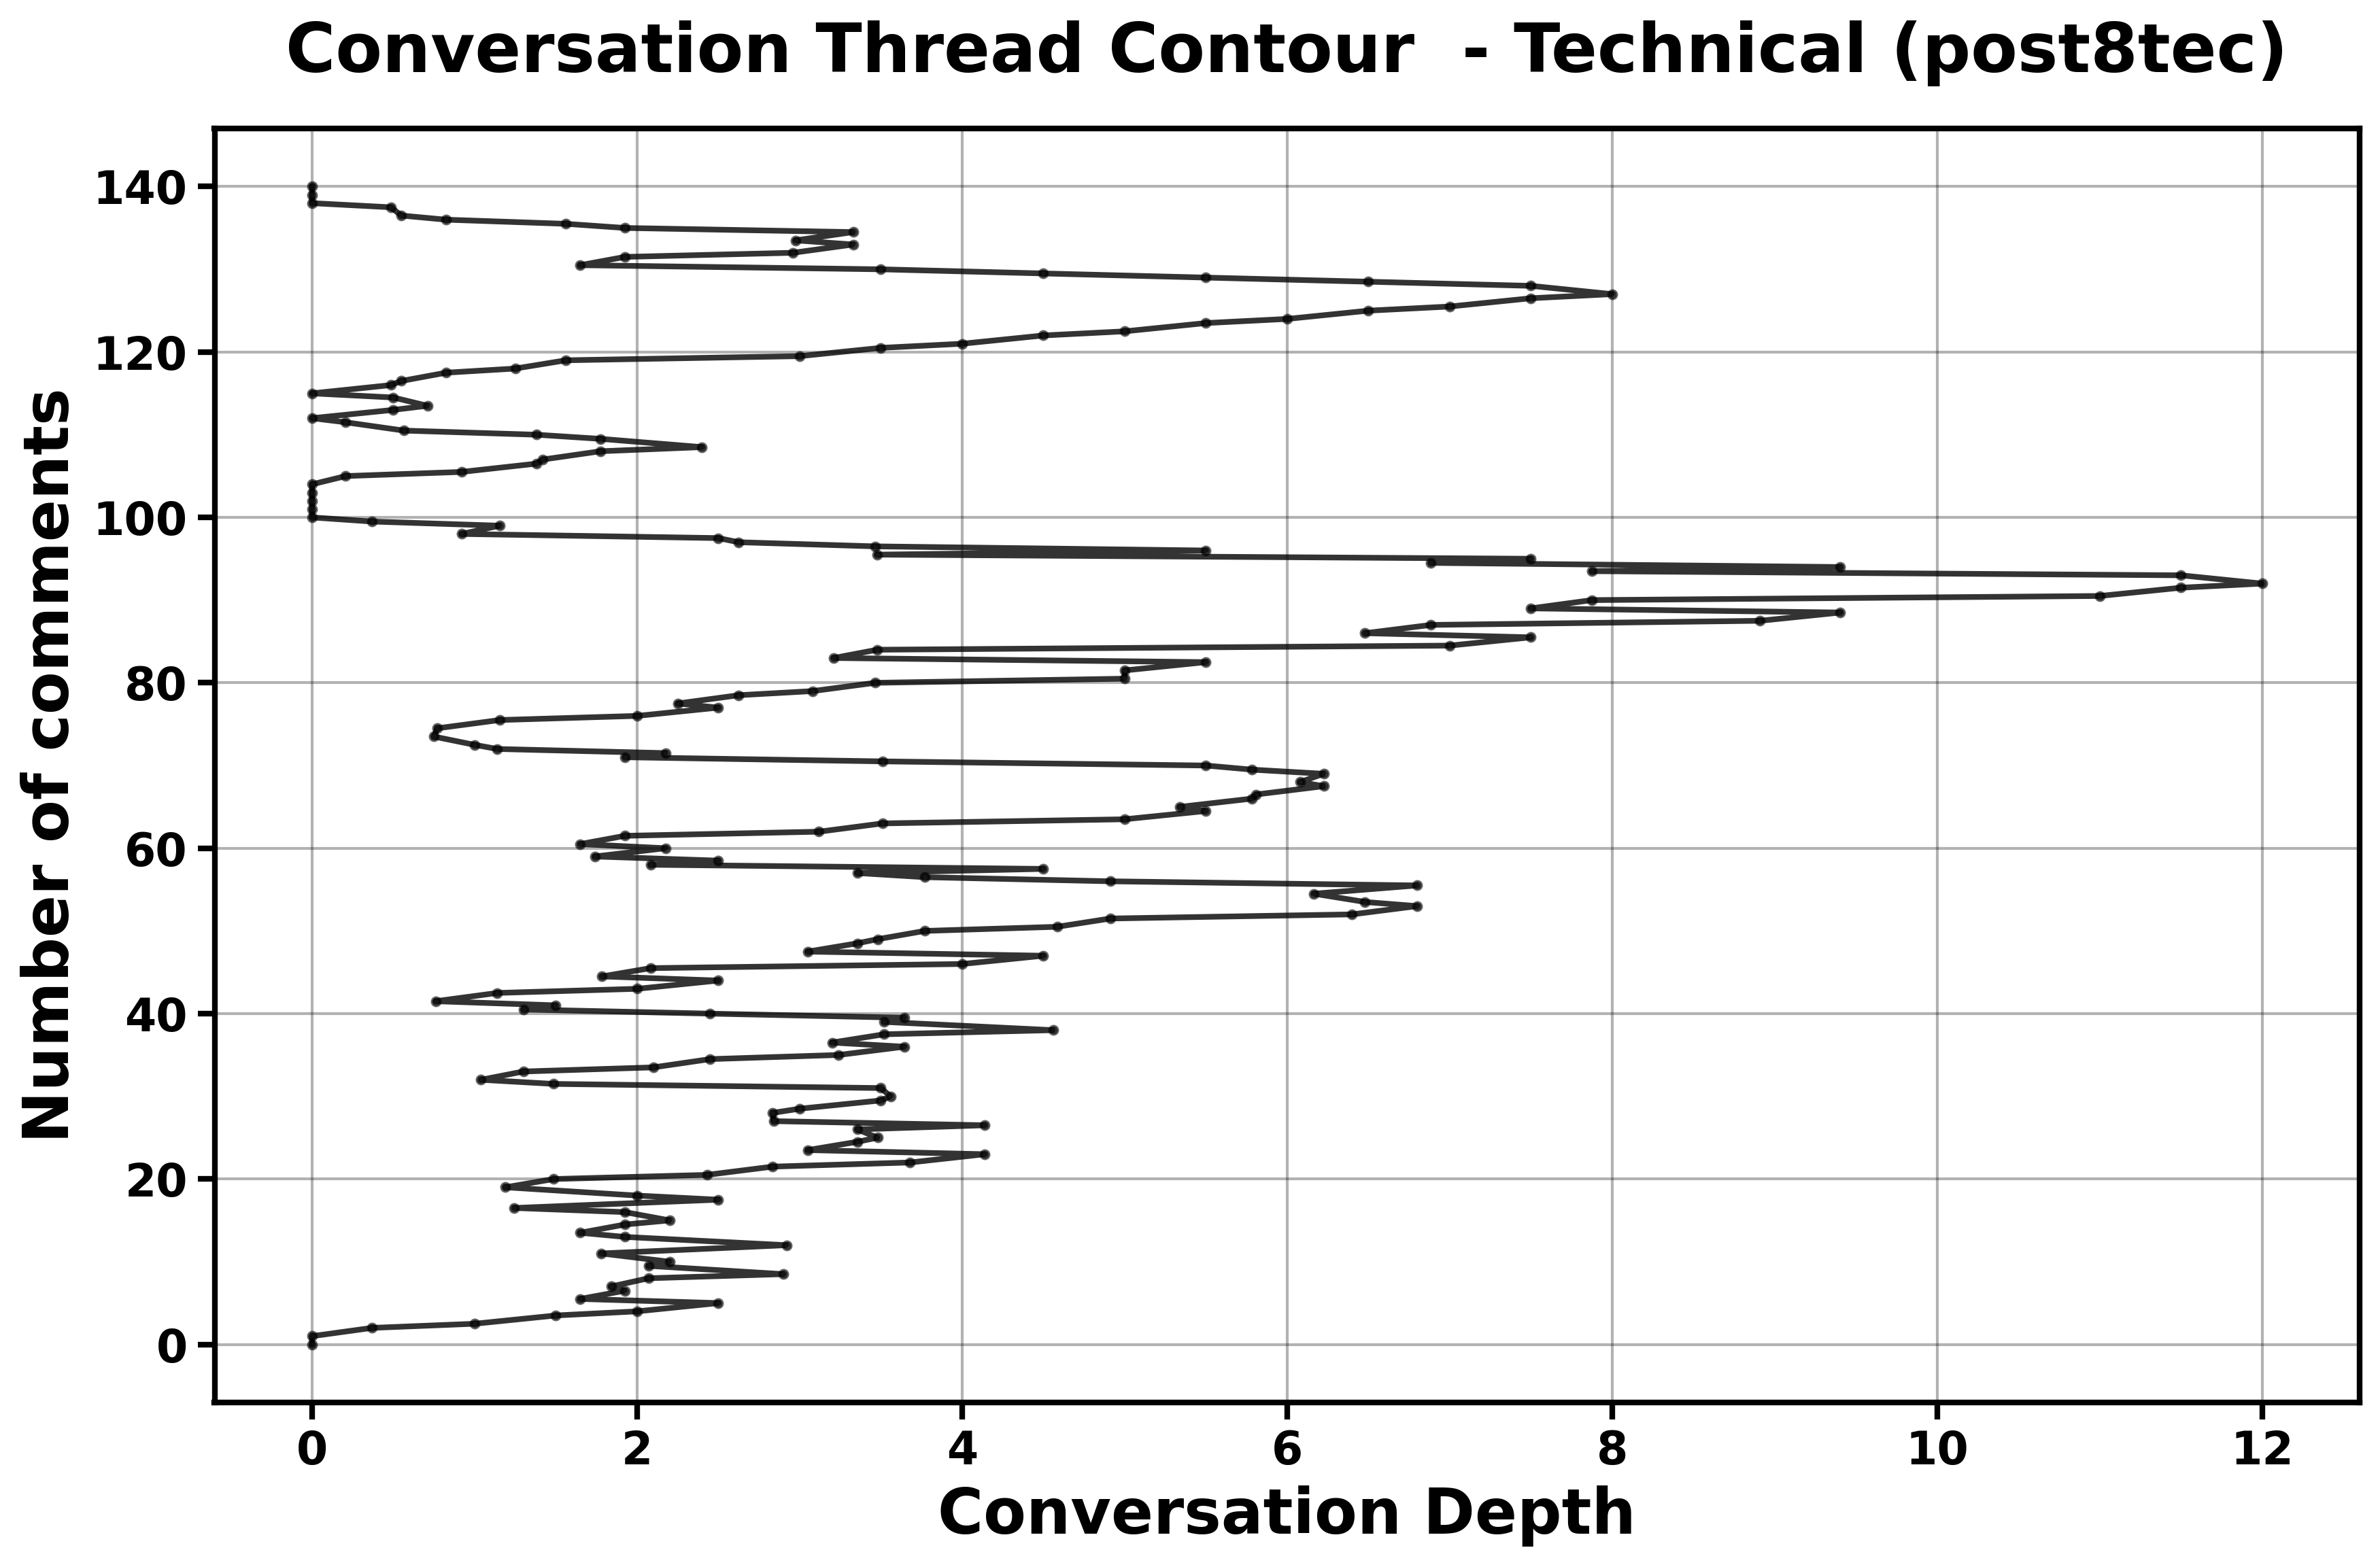 Conversation Thread Contour  - Technical (post8tec)
Number of comments
140
120
100
80
60
40
20
0
0 2 4 6 8 10 12
Conversation Depth